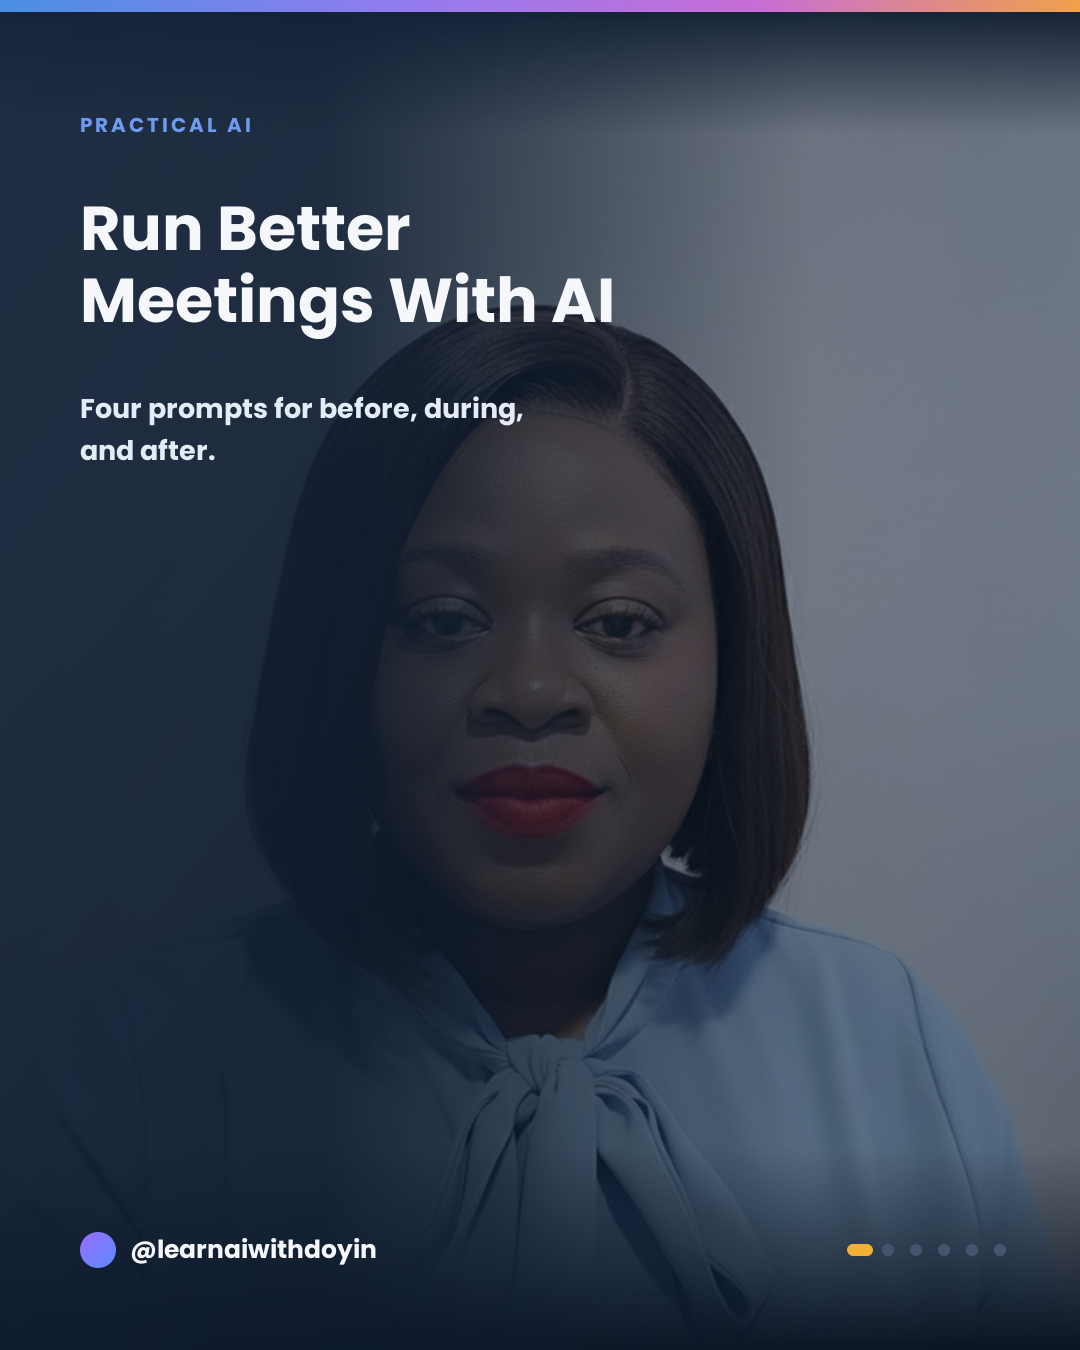 PRACTICAL AI
Run Better
Meetings With AI
Four prompts for before, during,
and after.
@learnaiwithdoyin